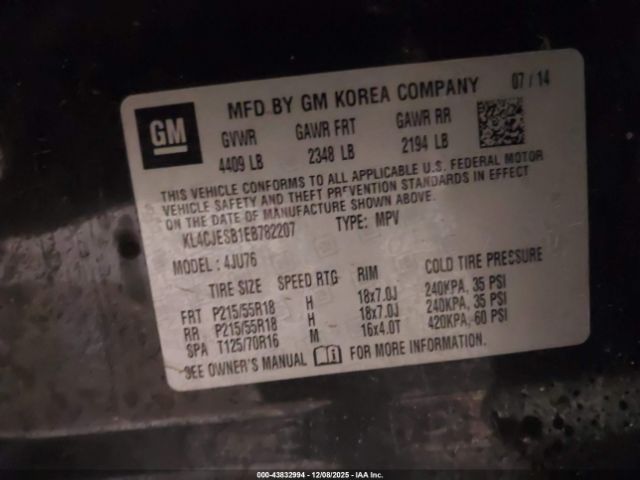 GM
MFD BY GM KOREA COMPANY 07/14
GVWR GAWR FRT GAWR RR
4409 LB 2348 LB 2194 LB
THIS VEHICLE CONFORMS TO ALL APPLICABLE U.S. FEDERAL MOTOR
VEHICLE SAFETY AND THEFT PREVENTION STANDARDS IN EFFECT
ON THE DATE OF MANUFACTURE SHOWN ABOVE.
KL4CJESB1EB782207 TYPE: MPV
MODEL: 4JU76
TIRE SIZE SPEED RTG RIM COLD TIRE PRESSURE
FRT P215/55R18 H 18x7.0J 240KPA, 35 PSI
RR P215/55R18 H 18x7.0J 240KPA, 35 PSI
SPA T125/70R16 M 16x4.0T 420KPA, 60 PSI
SEE OWNER'S MANUAL i FOR MORE INFORMATION.
000-43832994 | 12/08/2025 - IAA Inc.